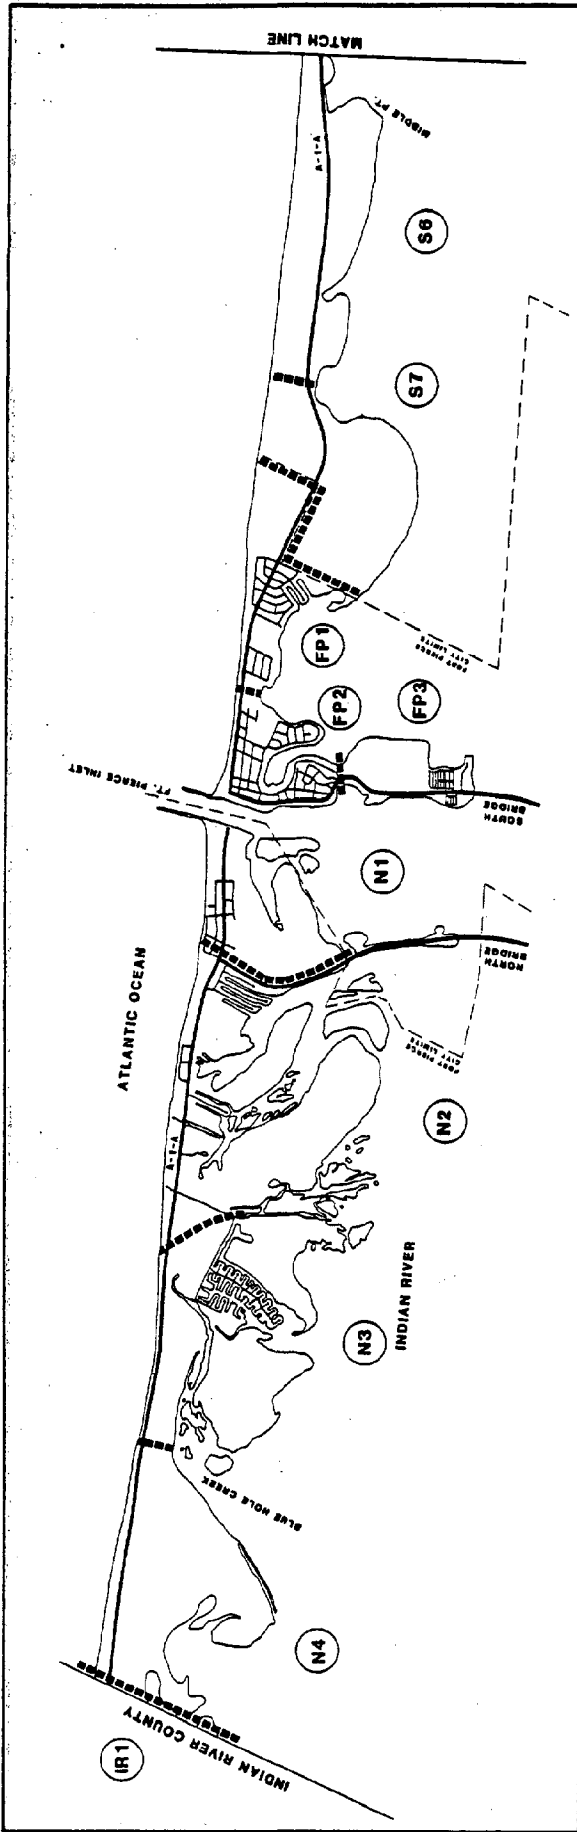 MATCH LINE
MIDDLE PT.
A-1-A
S6
S7
FORT PIERCE
CITY LIMITS
FP1
FP2
FP3
FT. PIERCE INLET
SOUTH
BRIDGE
N1
ATLANTIC OCEAN
NORTH
BRIDGE
FORT PIERCE
CITY LIMITS
N2
A-1-A
INDIAN RIVER
N3
BLUE HOLE CREEK
N4
INDIAN RIVER COUNTY
IR1